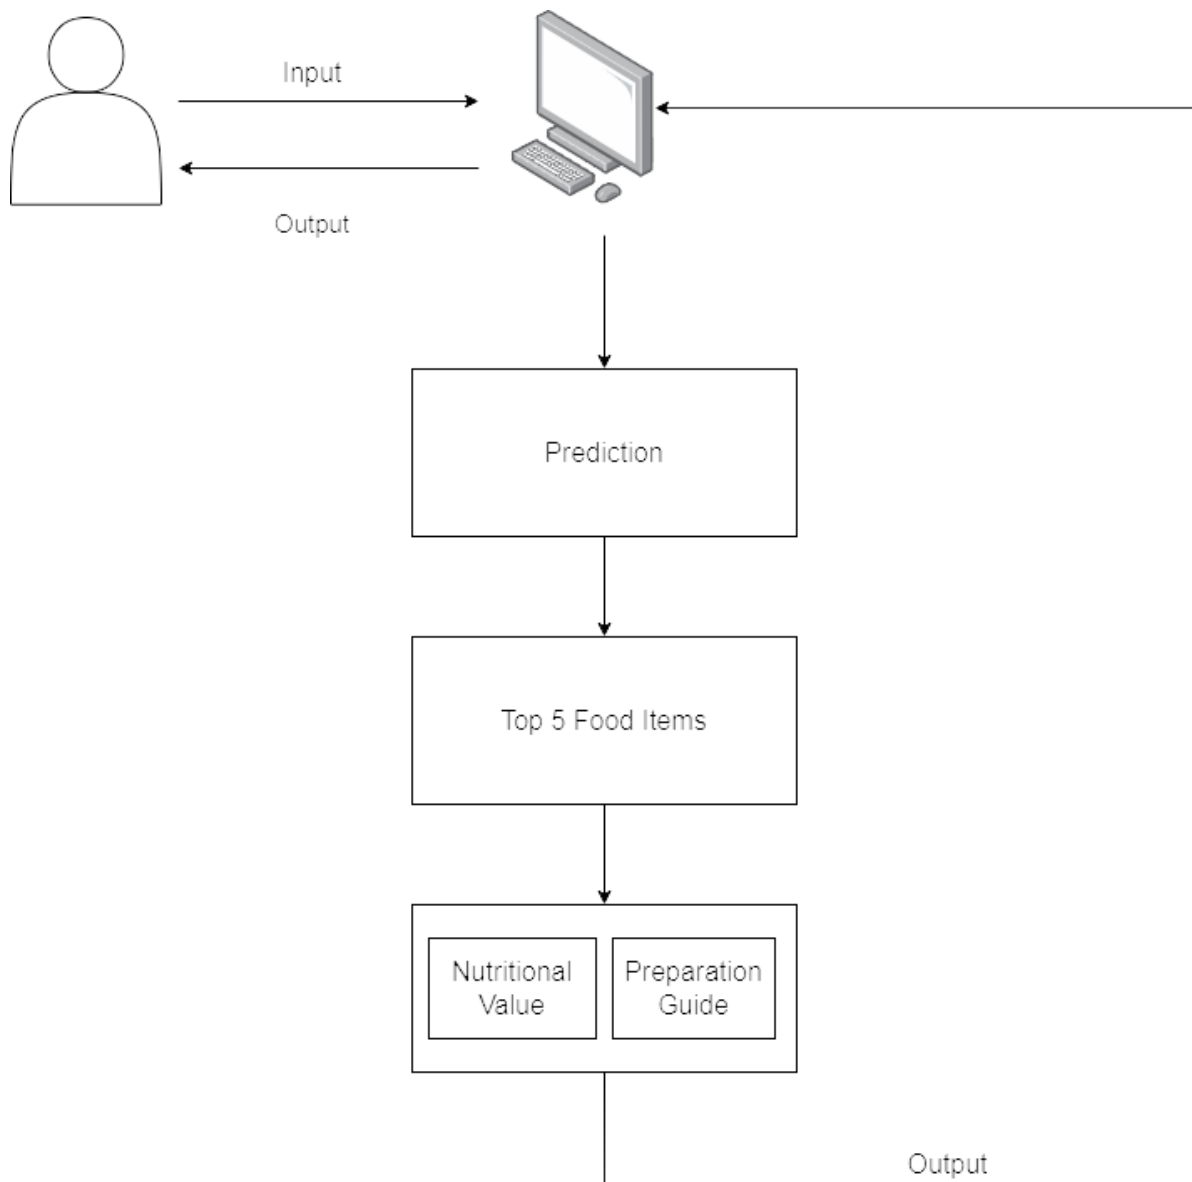 Input
Output
Prediction
Top 5 Food Items
Nutritional
Value
Preparation
Guide
Output